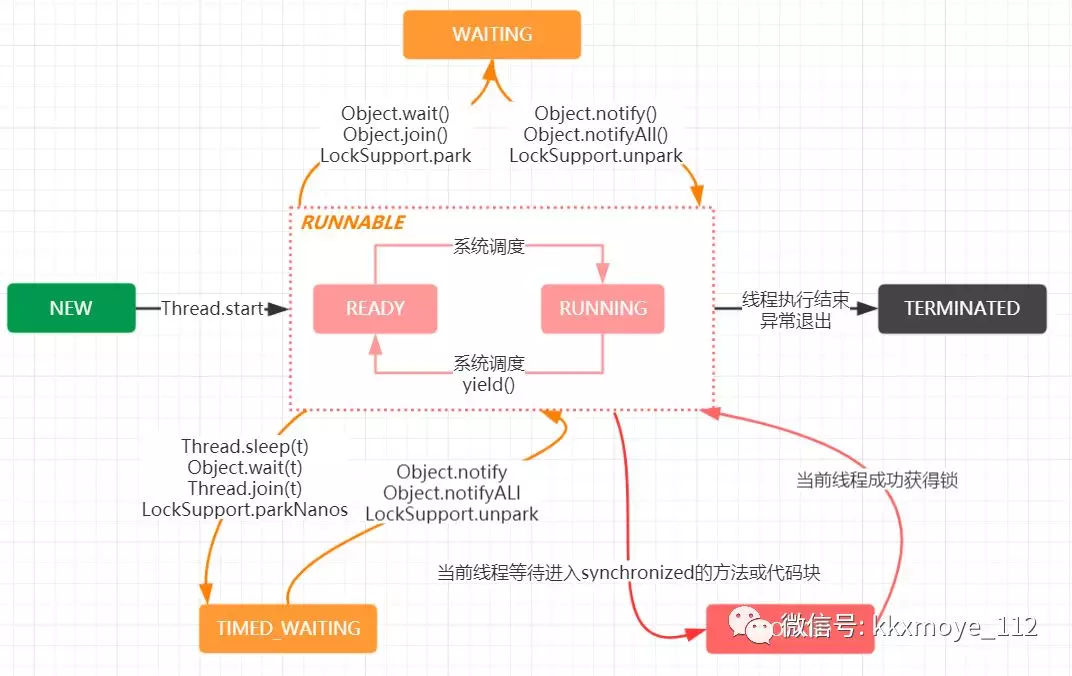 WAITING
Object.wait()
Object.join()
LockSupport.park
Object.notify()
Object.notifyAll()
LockSupport.unpark
RUNNABLE
系统调度
NEW
Thread.start
READY
RUNNING
线程执行结束
异常退出
TERMINATED
系统调度
yield()
Thread.sleep(t)
Object.wait(t)
Thread.join(t)
LockSupport.parkNanos
Object.notify
Object.notifyALl
LockSupport.unpark
当前线程成功获得锁
当前线程等待进入synchronized的方法或代码块
TIMED_WAITING
微信号: kkxmoye_112